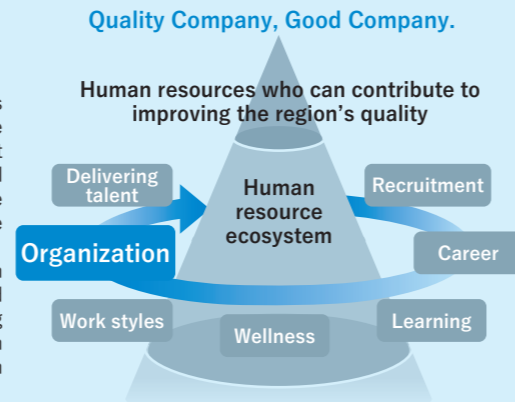 Quality Company, Good Company.
Human resources who can contribute to
improving the region's quality
Delivering
talent
Human
resource
ecosystem
Recruitment
Organization
Career
Work styles
Wellness
Learning